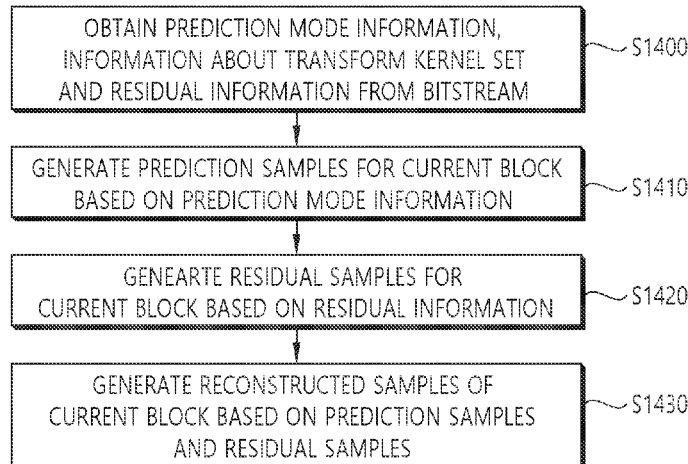 OBTAIN PREDICTION MODE INFORMATION,
INFORMATION ABOUT TRANSFORM KERNEL SET
AND RESIDUAL INFORMATION FROM BITSTREAM
S1400
GENERATE PREDICTION SAMPLES FOR CURRENT BLOCK
BASED ON PREDICTION MODE INFORMATION
S1410
GENEARTE RESIDUAL SAMPLES FOR
CURRENT BLOCK BASED ON RESIDUAL INFORMATION
S1420
GENERATE RECONSTRUCTED SAMPLES OF
CURRENT BLOCK BASED ON PREDICTION SAMPLES
AND RESIDUAL SAMPLES
S1430